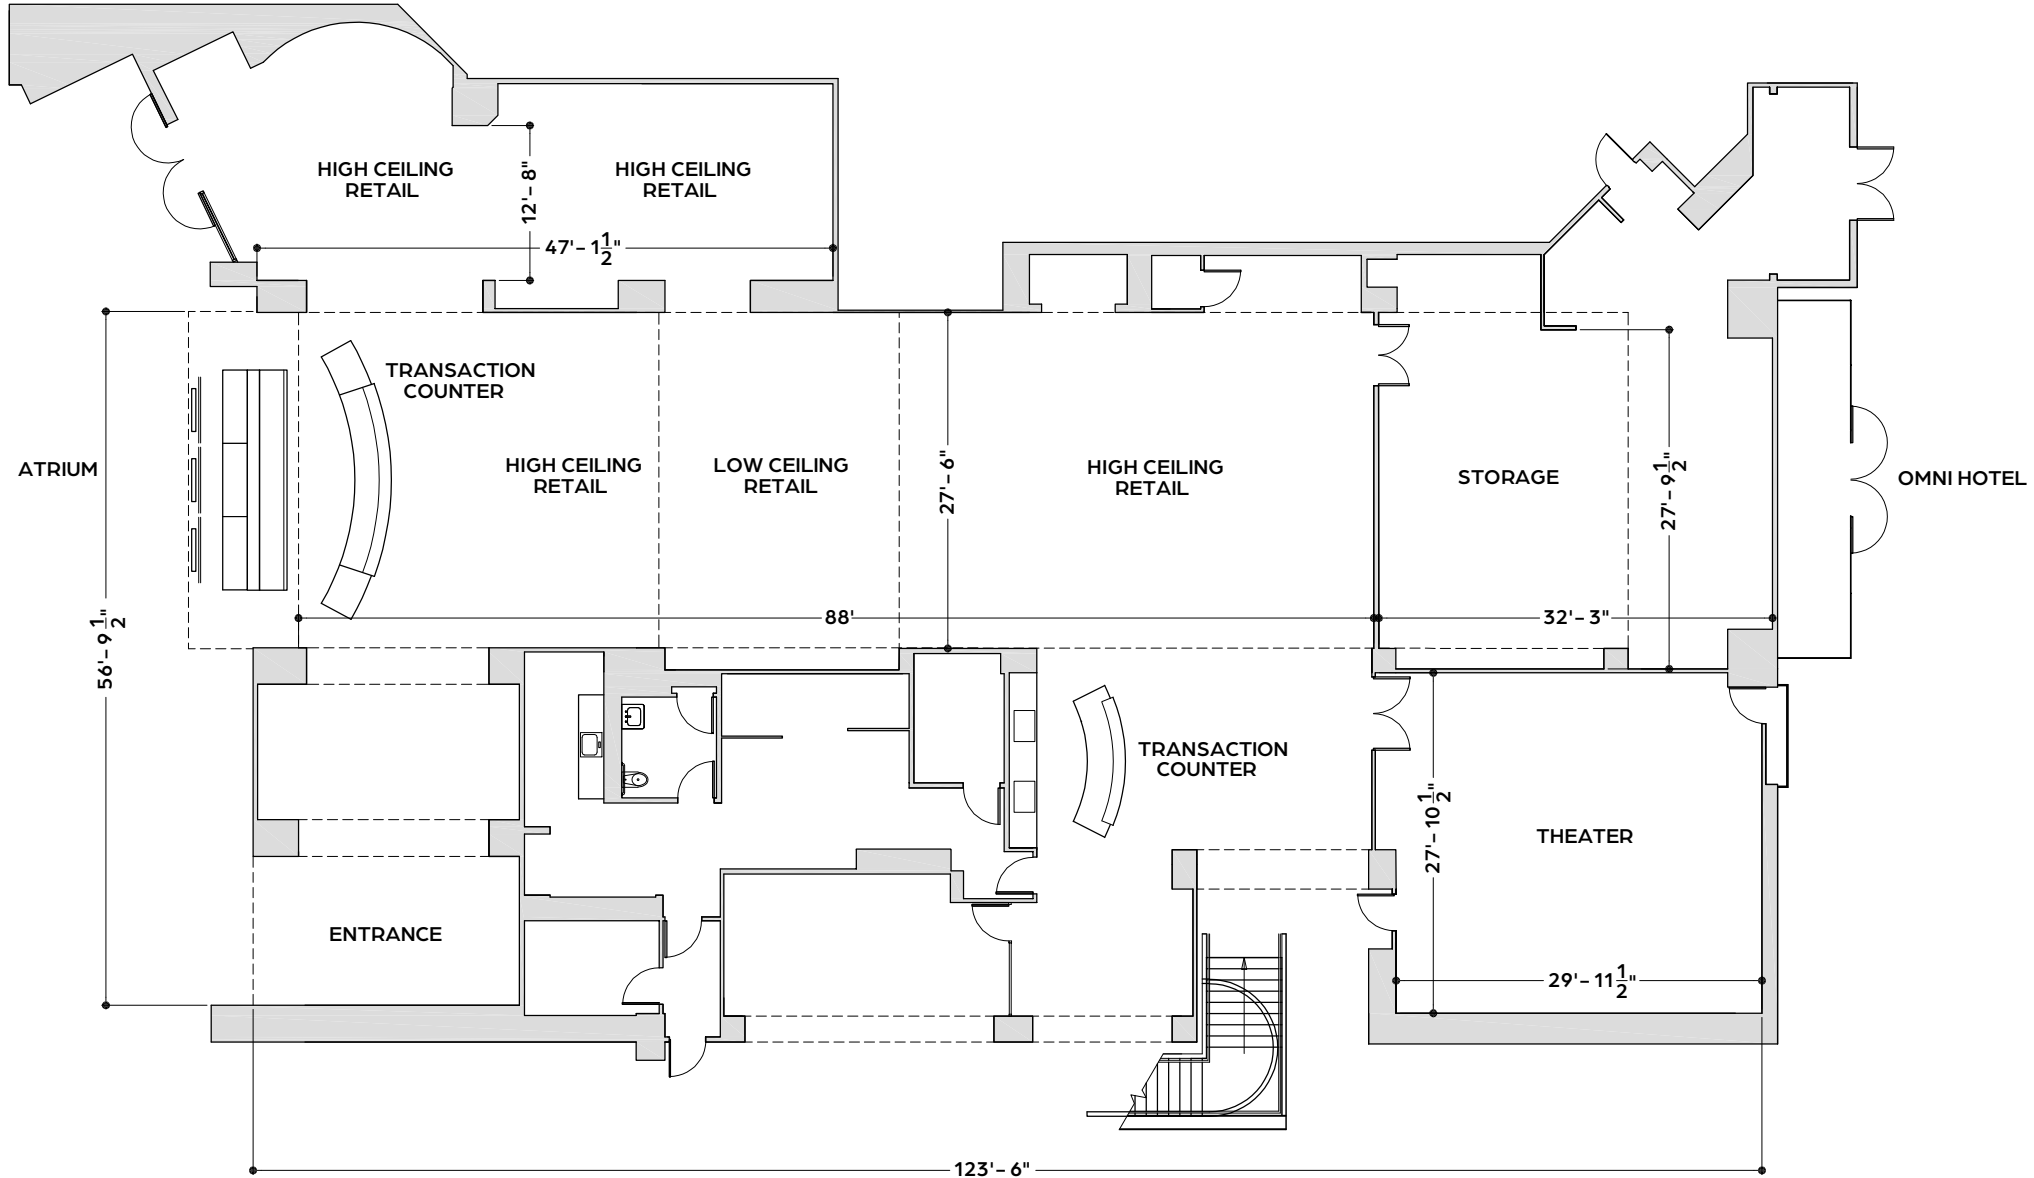 HIGH CEILING
RETAIL
HIGH CEILING
RETAIL
12'- 8"
47'- 1 1/2"
TRANSACTION
COUNTER
ATRIUM
HIGH CEILING
RETAIL
LOW CEILING
RETAIL
27'- 6"
HIGH CEILING
RETAIL
STORAGE
27'- 9 1/2"
OMNI HOTEL
88'
32'- 3"
56'- 9 1/2"
TRANSACTION
COUNTER
27'- 10 1/2"
THEATER
ENTRANCE
29'- 11 1/2"
123'- 6"